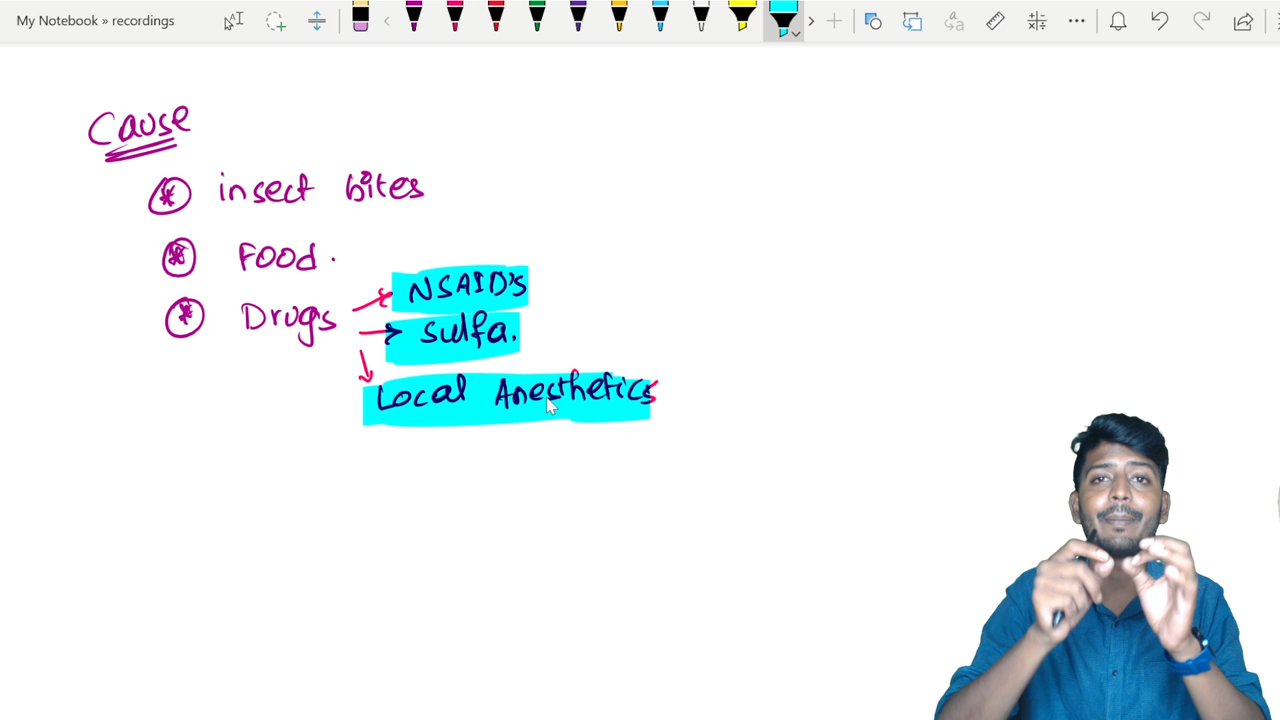 My Notebook » recordings
Cause
insect bites
Food.
Drugs
NSAID's
sulfa.
Local Anesthetics